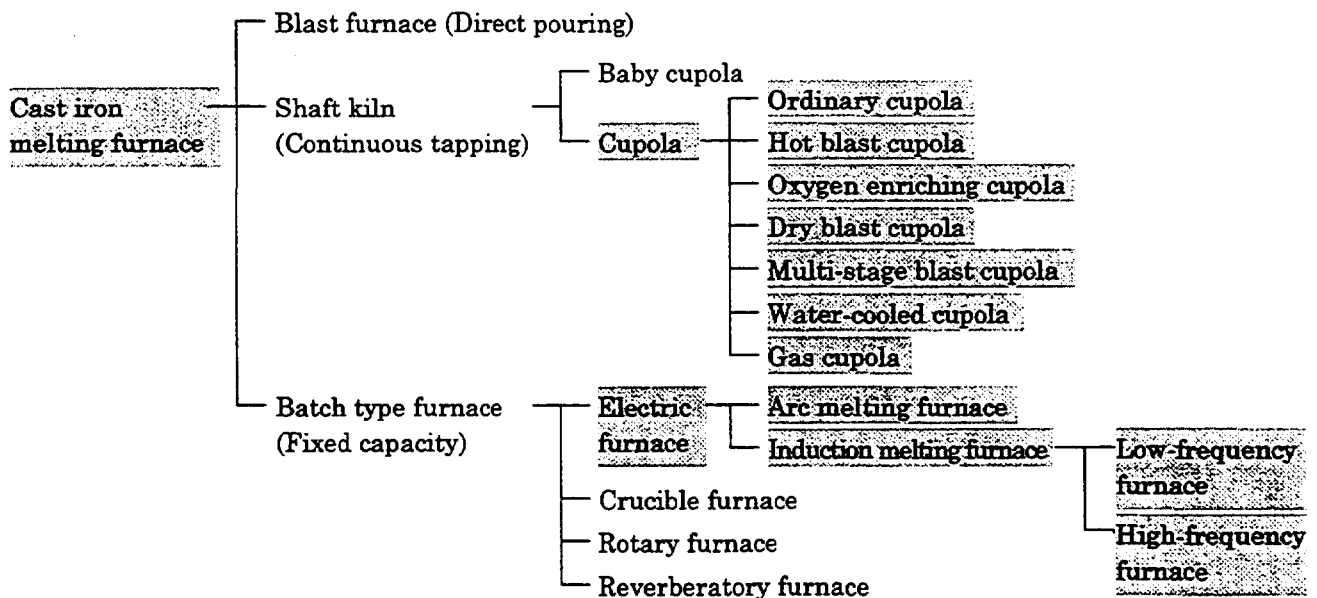 Blast furnace (Direct pouring)
Cast iron
melting furnace
Shaft kiln
(Continuous tapping)
Baby cupola
Cupola
Ordinary cupola
Hot blast cupola
Oxygen enriching cupola
Dry blast cupola
Multi-stage blast cupola
Water-cooled cupola
Gas cupola
Batch type furnace
(Fixed capacity)
Electric
furnace
Arc melting furnace
Induction melting furnace
Low-frequency
furnace
High-frequency
furnace
Crucible furnace
Rotary furnace
Reverberatory furnace